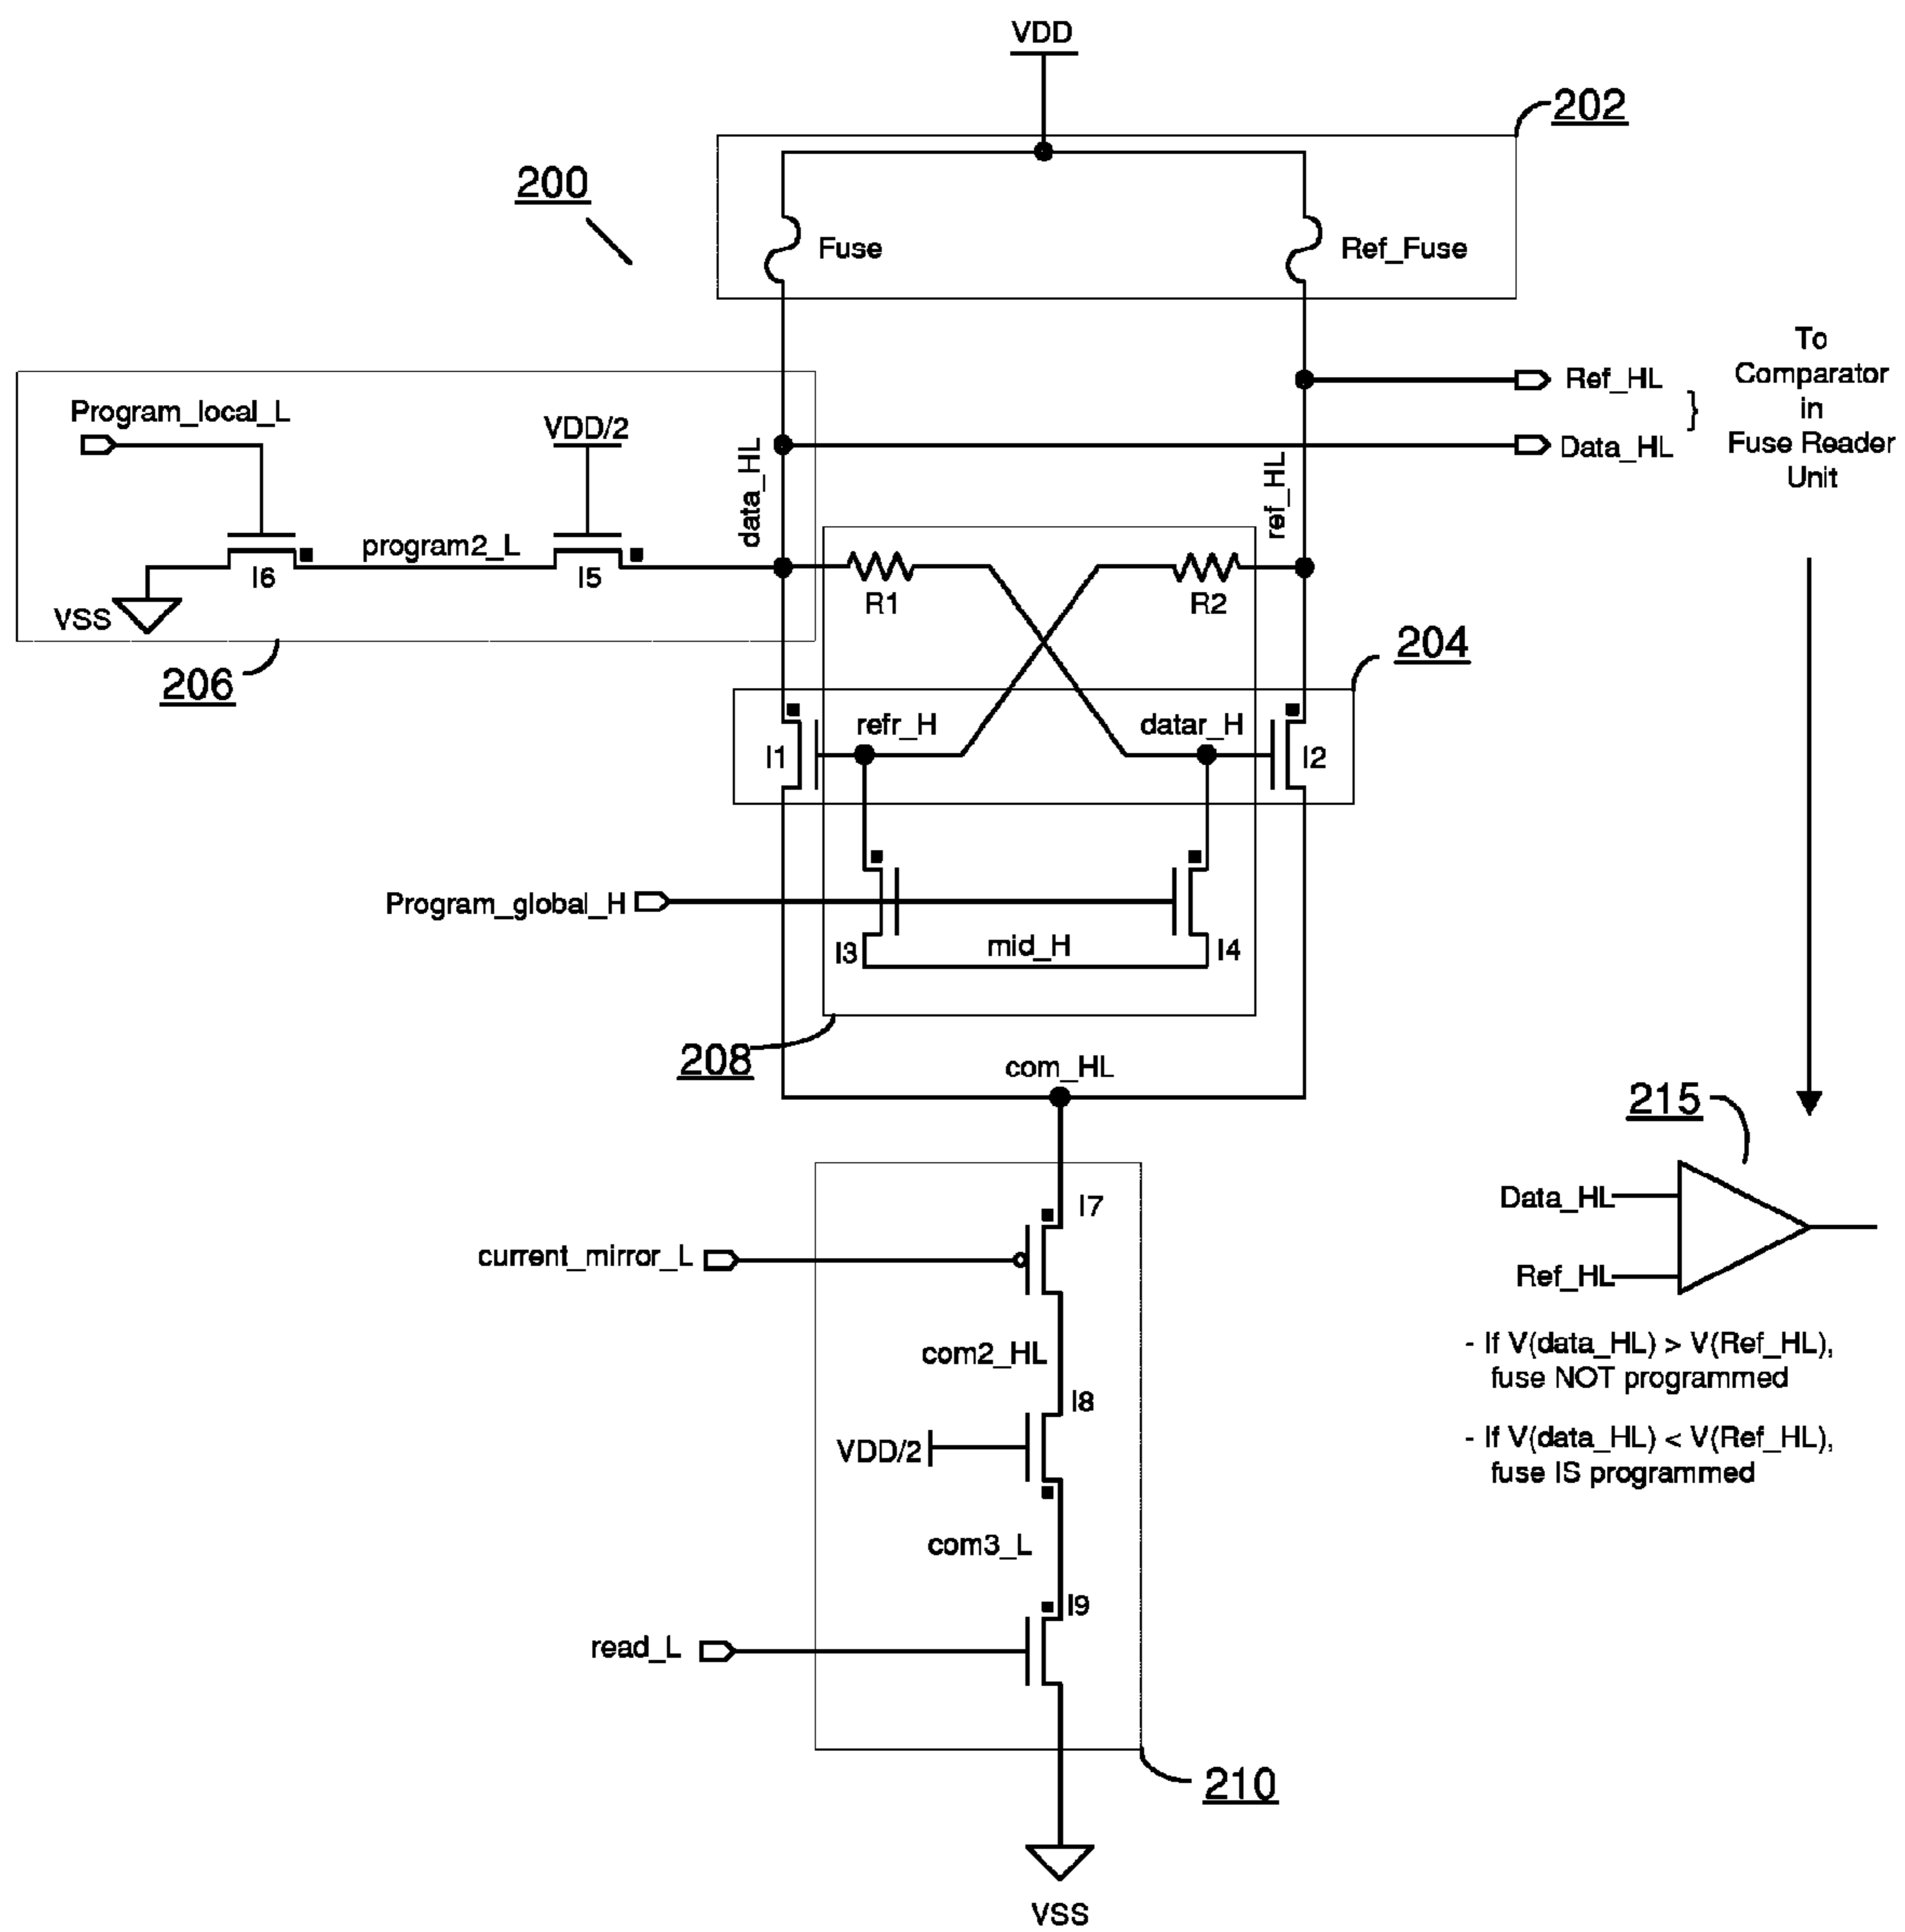 VDD
202
200
Fuse
Ref_Fuse
To
Comparator
in
Fuse Reader
Unit
Ref_HL
}
Data_HL
Program_local_L
VDD/2
data_HL
ref_HL
program2_L
I6
I5
VSS
R1
R2
206
204
refr_H
datar_H
I1
I2
Program_global_H
I3
mid_H
I4
208
com_HL
215
I7
Data_HL
current_mirror_L
Ref_HL
- If V(data_HL) > V(Ref_HL),
fuse NOT programmed
com2_HL
I8
- If V(data_HL) < V(Ref_HL),
fuse IS programmed
VDD/2
com3_L
I9
read_L
210
VSS